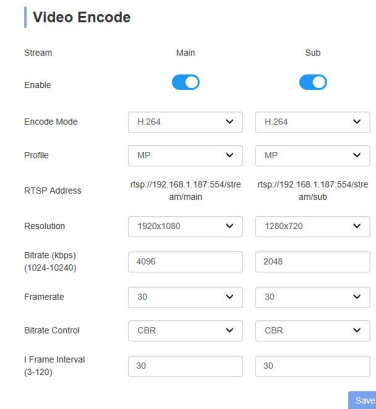 Video Encode
Stream Main Sub
Enable
Encode Mode H.264 H.264
Profile MP MP
rtsp://192.168.1.187:554/stre rtsp://192.168.1.187:554/stre
RTSP Address
am/main am/sub
Resolution 1920x1080 1280x720
Bitrate (kbps)
(1024-10240) 4096 2048
Framerate 30 30
Bitrate Control CBR CBR
I Frame Interval
(3-120) 30 30
Save